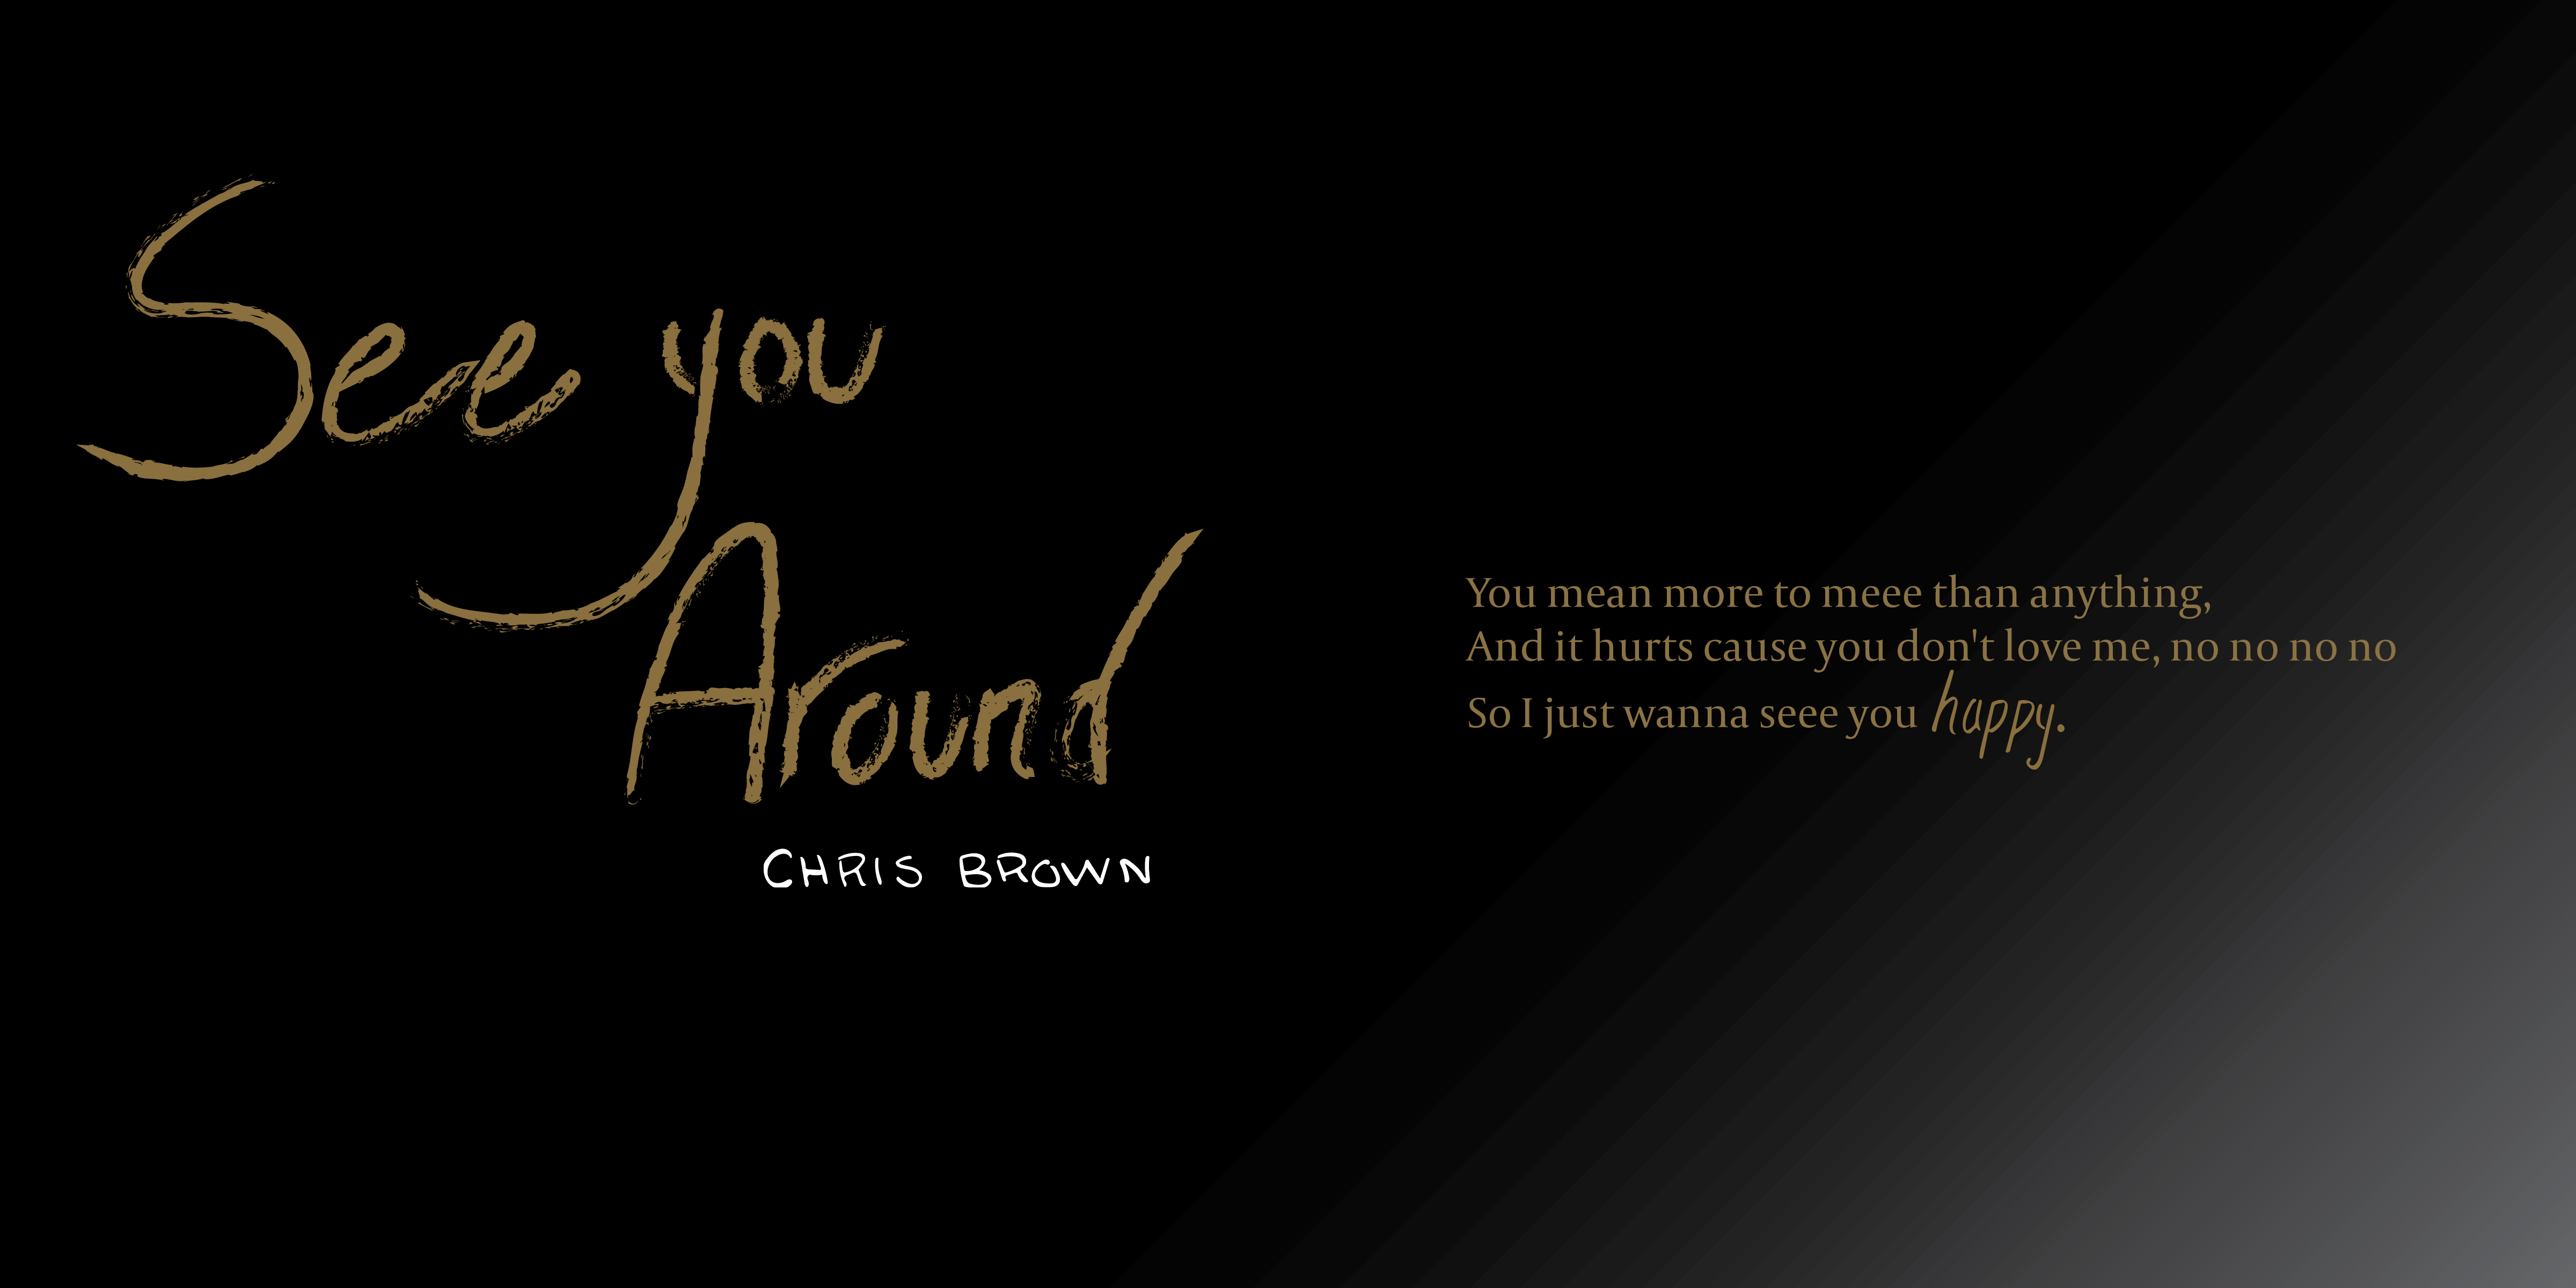 See you
Around
CHRIS BROWN
You mean more to meee than anything,
And it hurts cause you don't love me, no no no no
So I just wanna seee you happy.